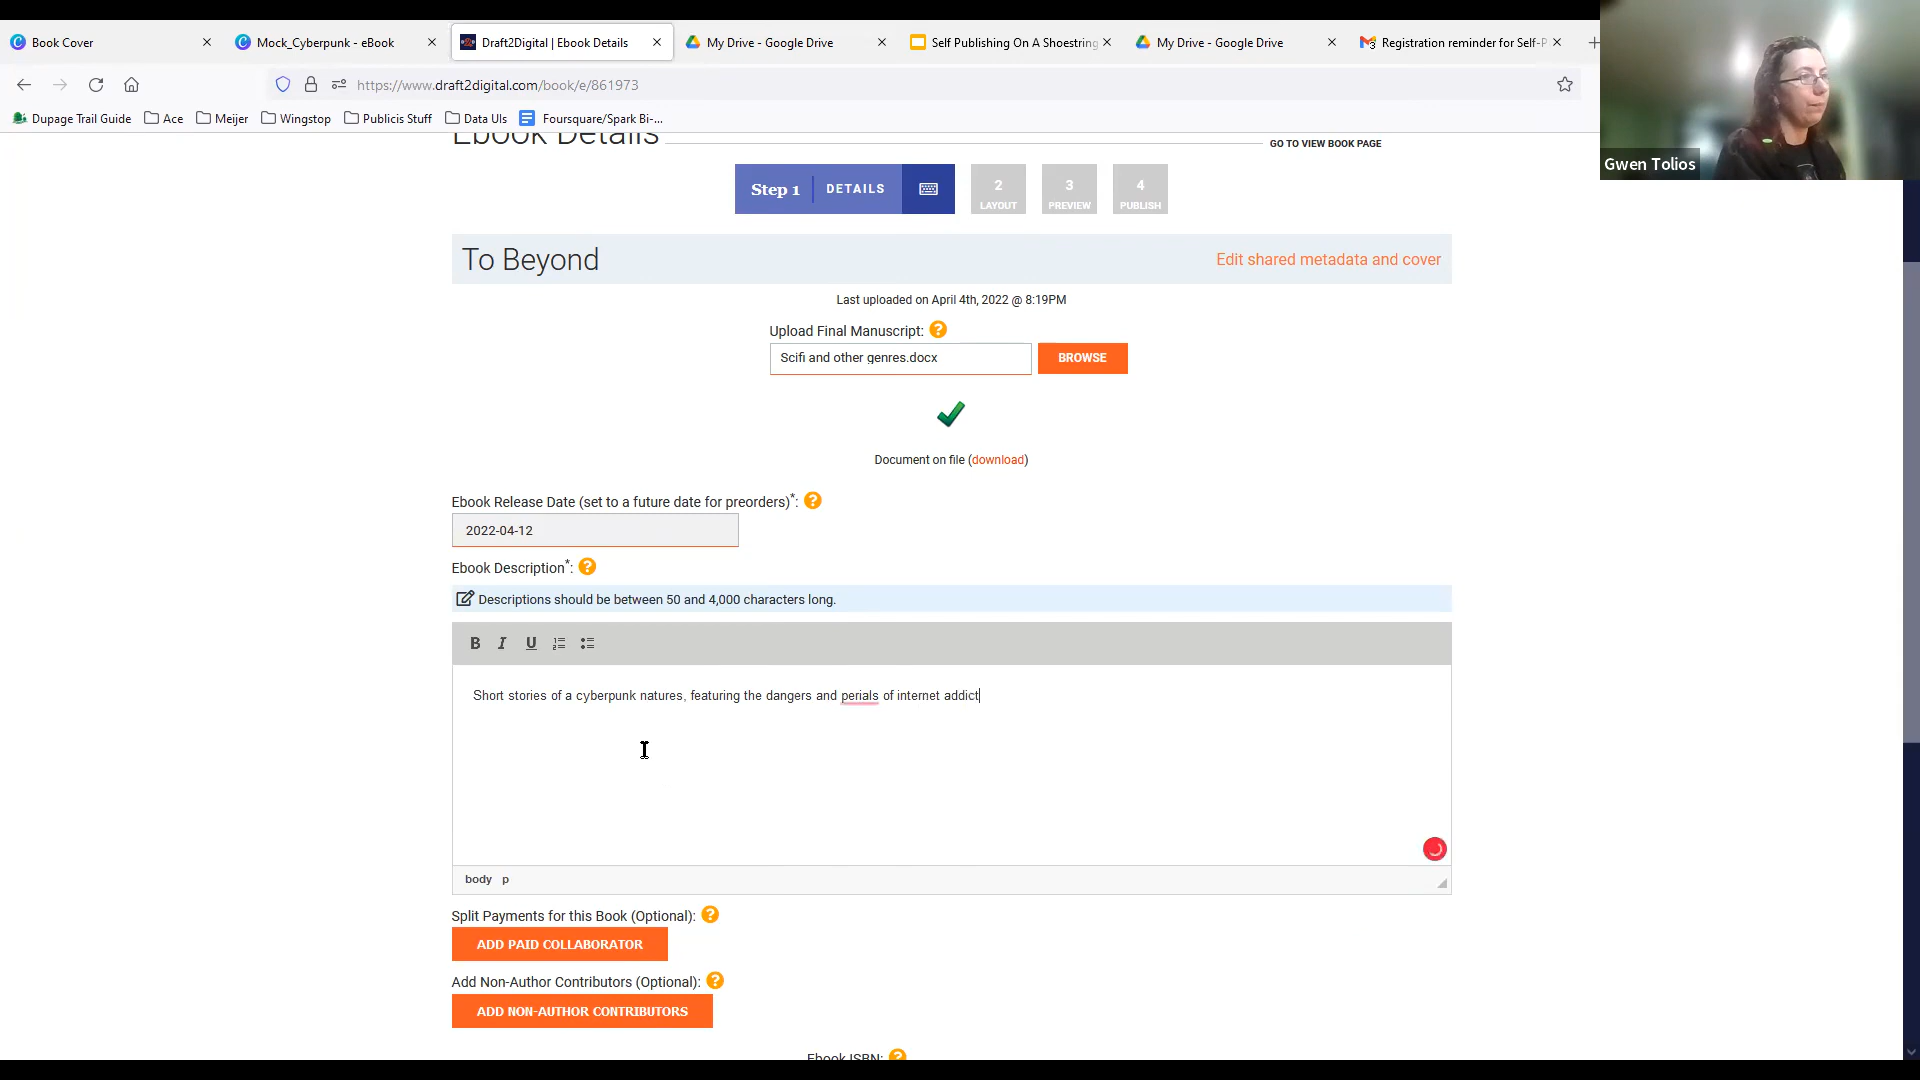 Book Cover
Mock_Cyberpunk - eBook
Draft2Digital | Ebook Details
My Drive - Google Drive
Self Publishing On A Shoestring
My Drive - Google Drive
Registration reminder for Self-P
https://www.draft2digital.com/book/e/861973
Dupage Trail Guide
Ace
Meijer
Wingstop
Publicis Stuff
Data UIs
Foursquare/Spark Bi-...
Gwen Tolios
Ebook Details
GO TO VIEW BOOK PAGE
Step 1 DETAILS
2 LAYOUT
3 PREVIEW
4 PUBLISH
To Beyond
Edit shared metadata and cover
Last uploaded on April 4th, 2022 @ 8:19PM
Upload Final Manuscript: ?
Scifi and other genres.docx
BROWSE
Document on file (download)
Ebook Release Date (set to a future date for preorders)*: ?
2022-04-12
Ebook Description*: ?
Descriptions should be between 50 and 4,000 characters long.
B I U
Short stories of a cyberpunk natures, featuring the dangers and perials of internet addict
body p
Split Payments for this Book (Optional): ?
ADD PAID COLLABORATOR
Add Non-Author Contributors (Optional): ?
ADD NON-AUTHOR CONTRIBUTORS
Ebook ISBN: ?